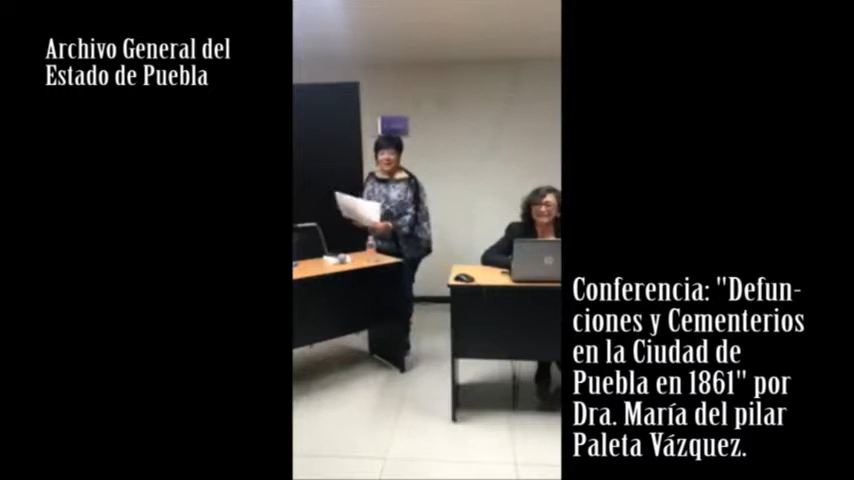 Archivo General del
Estado de Puebla
Conferencia: "Defun-
ciones y Cementerios
en la Ciudad de
Puebla en 1861" por
Dra. María del pilar
Paleta Vázquez.